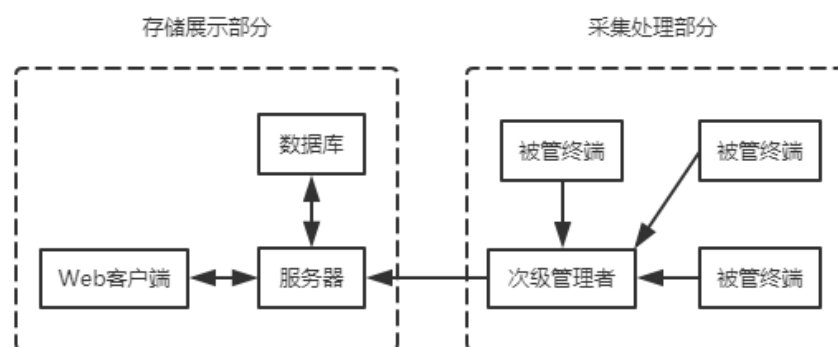 存储展示部分
采集处理部分
数据库
被管终端
被管终端
Web客户端
服务器
次级管理者
被管终端